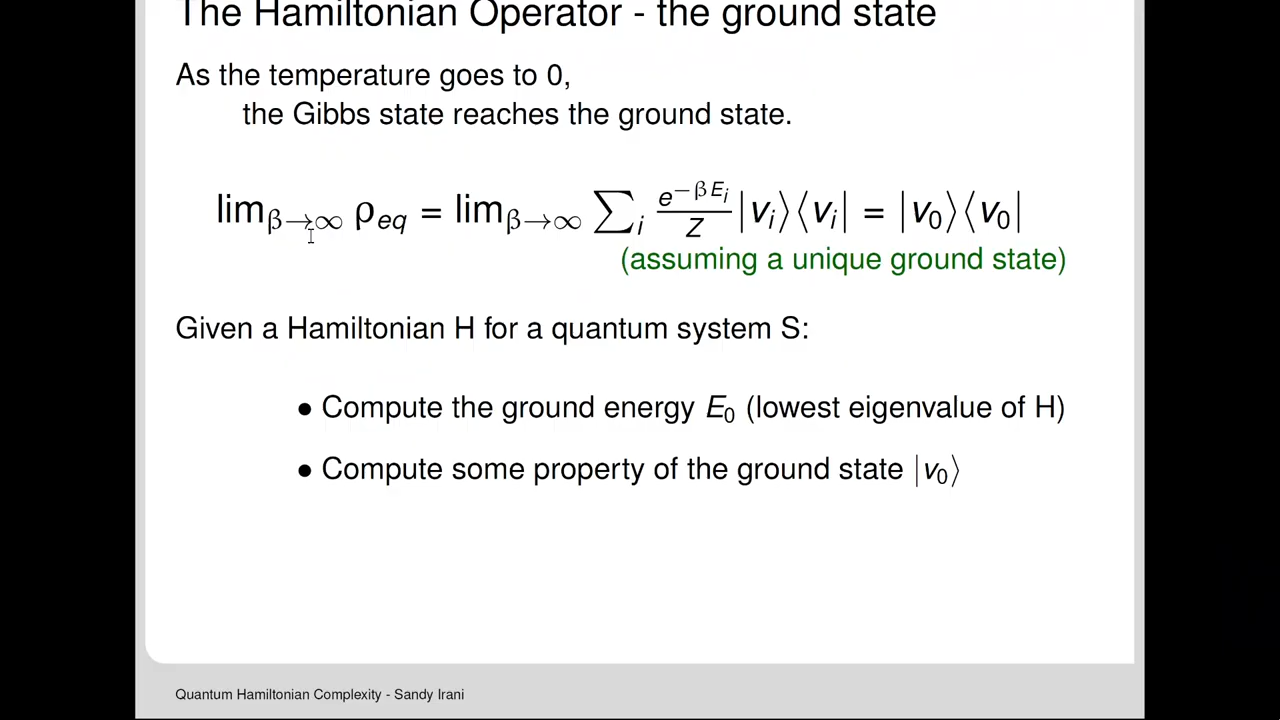 The Hamiltonian Operator - the ground state
As the temperature goes to 0,
the Gibbs state reaches the ground state.
lim_{β→∞} ρ_{eq} = lim_{β→∞} ∑_i \frac{e^{-βE_i}}{Z} |v_i⟩⟨v_i| = |v_0⟩⟨v_0|
(assuming a unique ground state)
Given a Hamiltonian H for a quantum system S:
• Compute the ground energy E_0 (lowest eigenvalue of H)
• Compute some property of the ground state |v_0⟩
Quantum Hamiltonian Complexity - Sandy Irani